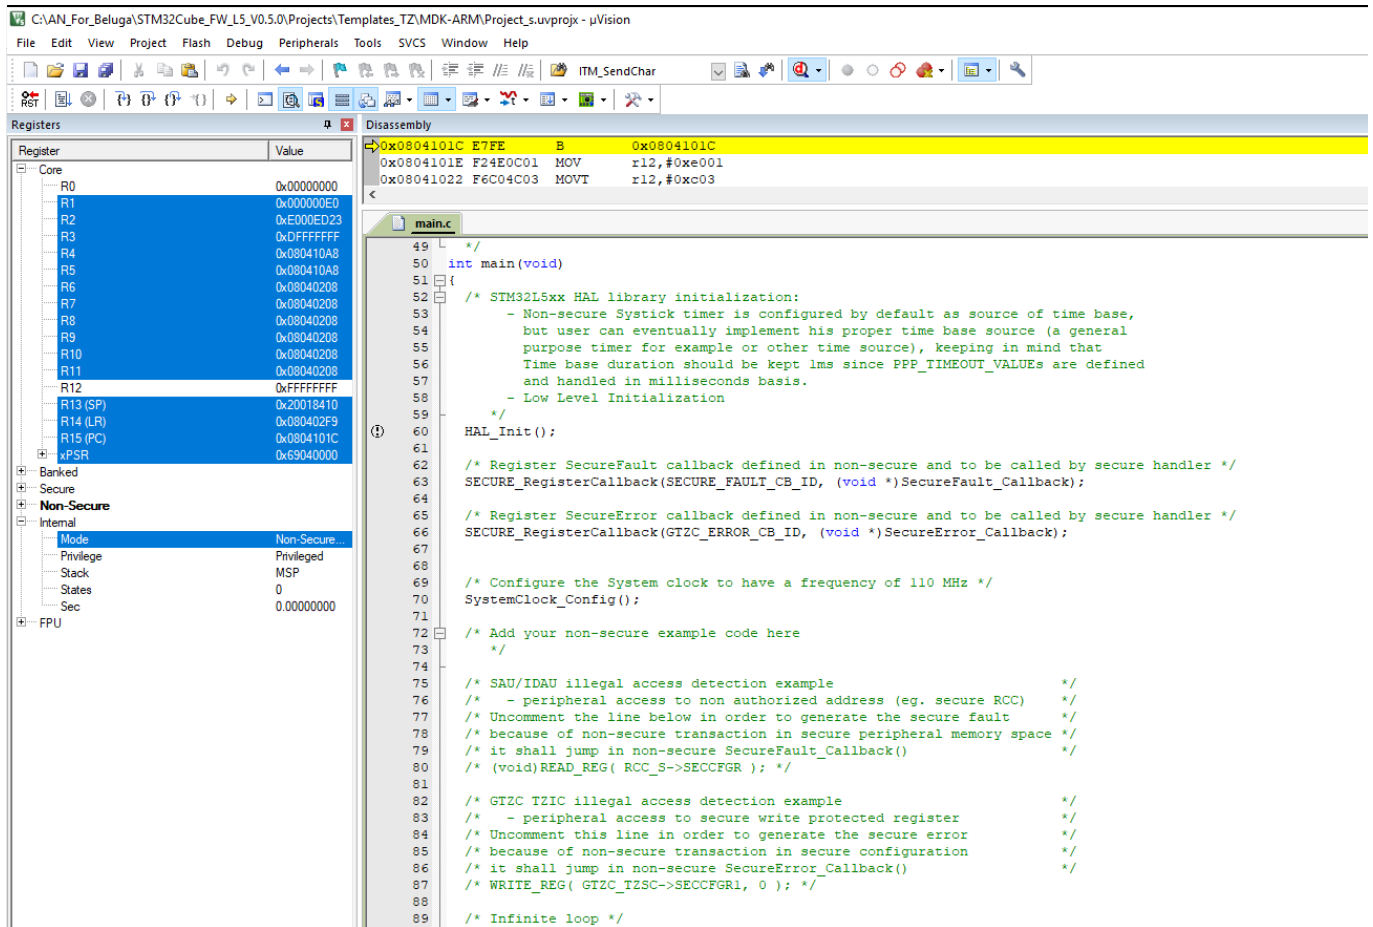 C:\AN_For_Beluga\STM32Cube_FW_L5_V0.5.0\Projects\Templates_TZ\MDK-ARM\Project_s.uvprojx - µVision
File Edit View Project Flash Debug Peripherals Tools SVCS Window Help
ITM_SendChar
RST
Registers
Disassembly
Register Value
Core
R0 0x00000000
R1 0x000000E0
R2 0xE000ED23
R3 0xDFFFFFFF
R4 0x080410A8
R5 0x080410A8
R6 0x08040208
R7 0x08040208
R8 0x08040208
R9 0x08040208
R10 0x08040208
R11 0x08040208
R12 0xFFFFFFFF
R13 (SP) 0x20018410
R14 (LR) 0x080402F9
R15 (PC) 0x0804101C
xPSR 0x69040000
Banked
Secure
Non-Secure
Internal
Mode Non-Secure...
Privilege Privileged
Stack MSP
States 0
Sec 0.00000000
FPU
0x0804101C E7FE B 0x0804101C
0x0804101E F24E0C01 MOV r12,#0xe001
0x08041022 F6C04C03 MOVT r12,#0xc03
main.c
49 */
50 int main(void)
51 {
52 /* STM32L5xx HAL library initialization:
53 - Non-secure Systick timer is configured by default as source of time base,
54 but user can eventually implement his proper time base source (a general
55 purpose timer for example or other time source), keeping in mind that
56 Time base duration should be kept 1ms since PPP_TIMEOUT_VALUEs are defined
57 and handled in milliseconds basis.
58 - Low Level Initialization
59 */
60 HAL_Init();
61
62 /* Register SecureFault callback defined in non-secure and to be called by secure handler */
63 SECURE_RegisterCallback(SECURE_FAULT_CB_ID, (void *)SecureFault_Callback);
64
65 /* Register SecureError callback defined in non-secure and to be called by secure handler */
66 SECURE_RegisterCallback(GTZC_ERROR_CB_ID, (void *)SecureError_Callback);
67
68
69 /* Configure the System clock to have a frequency of 110 MHz */
70 SystemClock_Config();
71
72 /* Add your non-secure example code here
73 */
74
75 /* SAU/IDAU illegal access detection example */
76 /* - peripheral access to non authorized address (eg. secure RCC) */
77 /* Uncomment the line below in order to generate the secure fault */
78 /* because of non-secure transaction in secure peripheral memory space */
79 /* it shall jump in non-secure SecureFault_Callback() */
80 /* (void)READ_REG( RCC_S->SECCFGR ); */
81
82 /* GTZC TZIC illegal access detection example */
83 /* - peripheral access to secure write protected register */
84 /* Uncomment this line in order to generate the secure error */
85 /* because of non-secure transaction in secure configuration */
86 /* it shall jump in non-secure SecureError_Callback() */
87 /* WRITE_REG( GTZC_TZSC->SECCFGR1, 0 ); */
88
89 /* Infinite loop */